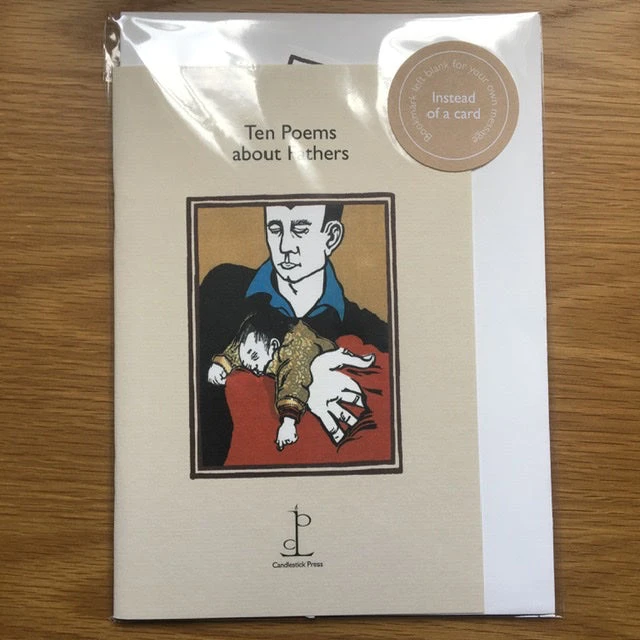 Ten Poems
about Fathers
Bookmark left blank for your own message
Instead
of a card
Candlestick Press